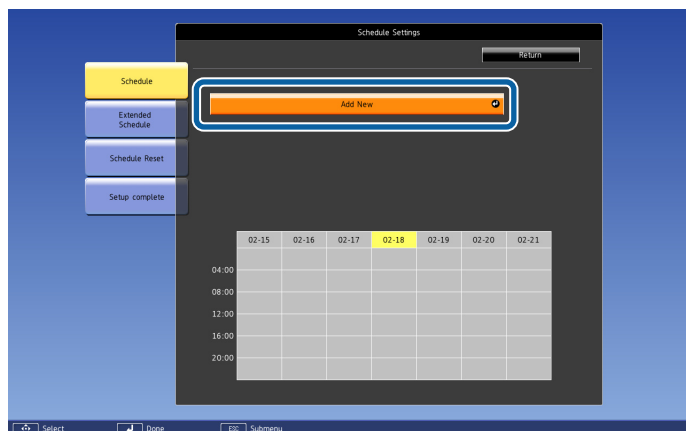 Schedule Settings
Return
Schedule
Add New
Extended
Schedule
Schedule Reset
Setup complete
02-15 02-16 02-17 02-18 02-19 02-20 02-21
04:00
08:00
12:00
16:00
20:00
Select Done ESC Submenu